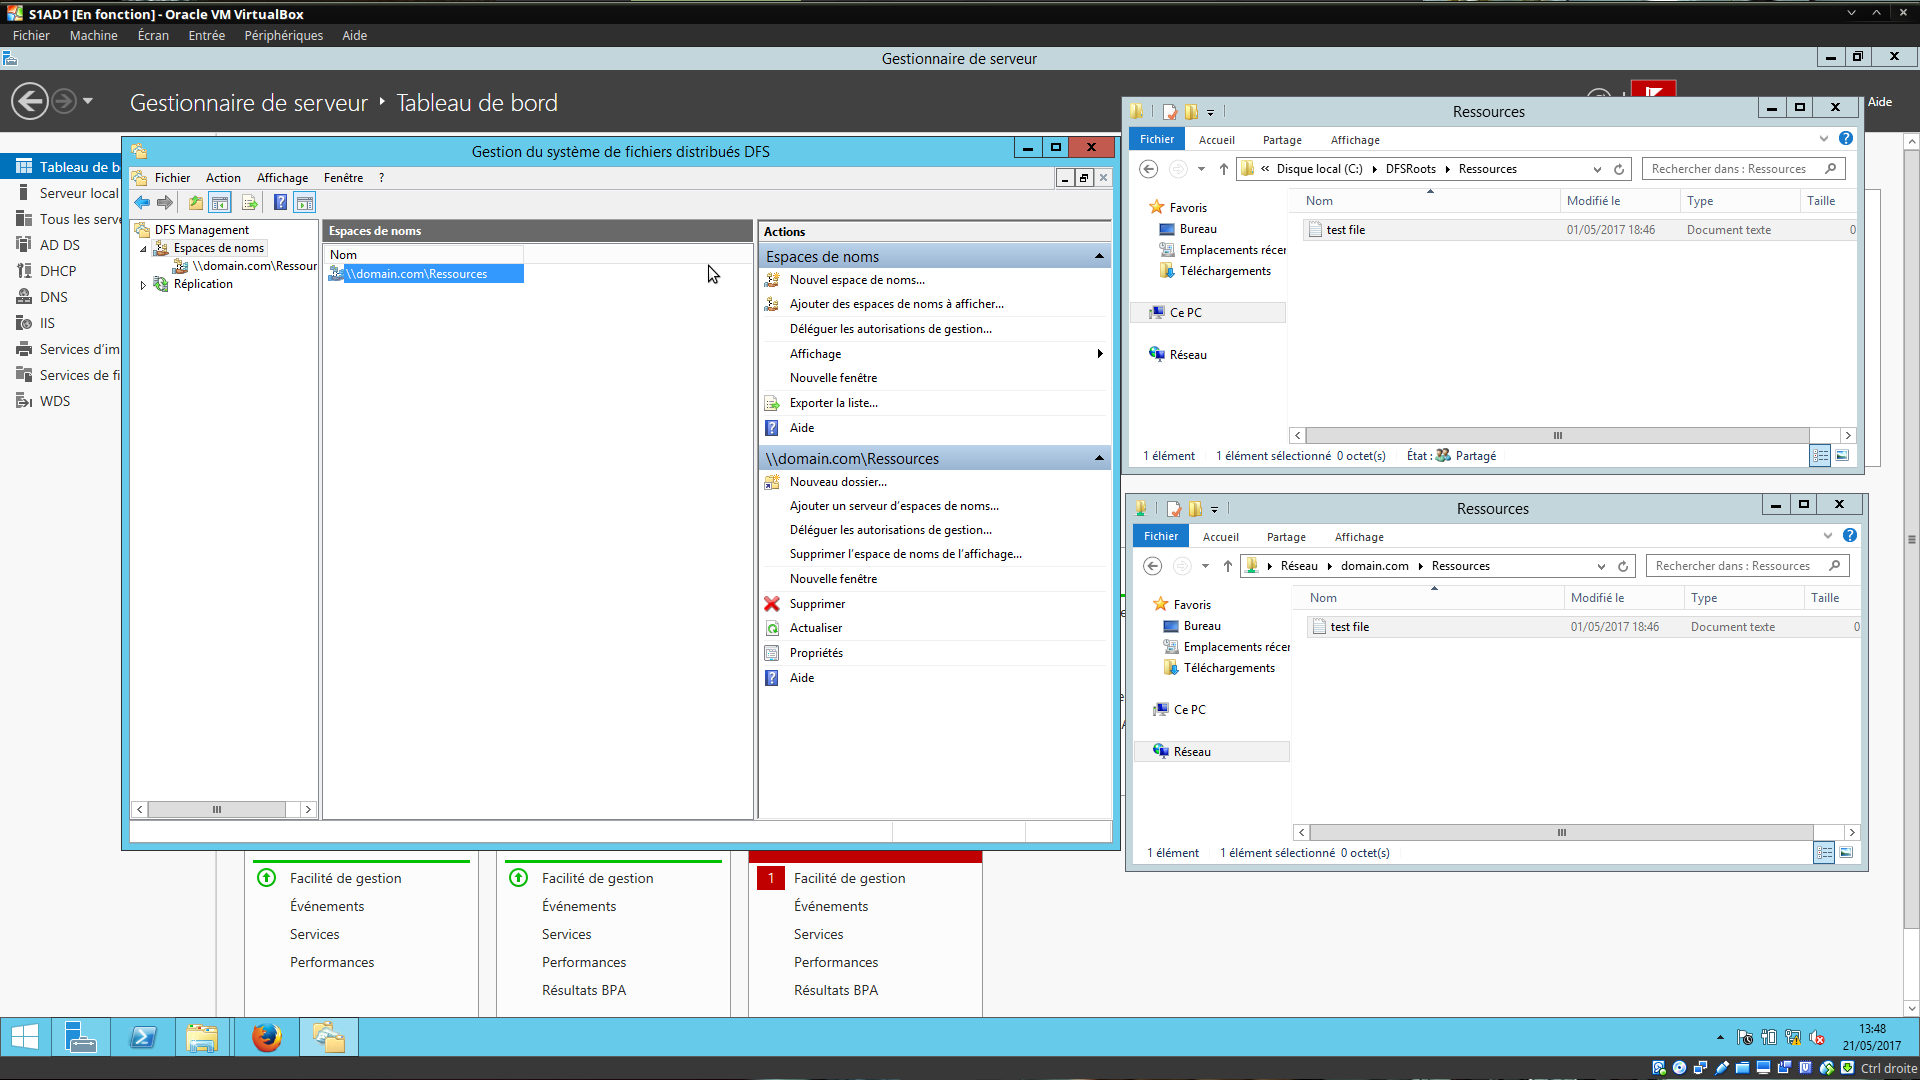 S1AD1 [En fonction] - Oracle VM VirtualBox
Fichier Machine Écran Entrée Périphériques Aide
Gestionnaire de serveur
Gestionnaire de serveur ‣ Tableau de bord
Aide
Tableau de b
Serveur local
Tous les serve
AD DS
DHCP
DNS
IIS
Services d'im
Services de fi
WDS
Gestion du système de fichiers distribués DFS
Fichier Action Affichage Fenêtre ?
DFS Management
Espaces de noms
\\domain.com\Ressour
Réplication
Espaces de noms
Nom
\\domain.com\Ressources
Actions
Espaces de noms
Nouvel espace de noms...
Ajouter des espaces de noms à afficher...
Déléguer les autorisations de gestion...
Affichage
Nouvelle fenêtre
Exporter la liste...
Aide
\\domain.com\Ressources
Nouveau dossier...
Ajouter un serveur d'espaces de noms...
Déléguer les autorisations de gestion...
Supprimer l'espace de noms de l'affichage...
Nouvelle fenêtre
Supprimer
Actualiser
Propriétés
Aide
Ressources
Fichier Accueil Partage Affichage
« Disque local (C:) ▸ DFSRoots ▸ Ressources
Rechercher dans : Ressources
Favoris
Bureau
Emplacements récer
Téléchargements
Ce PC
Réseau
Nom Modifié le Type Taille
test file 01/05/2017 18:46 Document texte 0
1 élément 1 élément sélectionné 0 octet(s) État : Partagé
Ressources
Fichier Accueil Partage Affichage
▸ Réseau ▸ domain.com ▸ Ressources
Rechercher dans : Ressources
Favoris
Bureau
Emplacements récer
Téléchargements
Ce PC
Réseau
Nom Modifié le Type Taille
test file 01/05/2017 18:46 Document texte 0
1 élément 1 élément sélectionné 0 octet(s)
Facilité de gestion
Événements
Services
Performances
Facilité de gestion
Événements
Services
Performances
Résultats BPA
1 Facilité de gestion
Événements
Services
Performances
Résultats BPA
13:48
21/05/2017
Ctrl droite